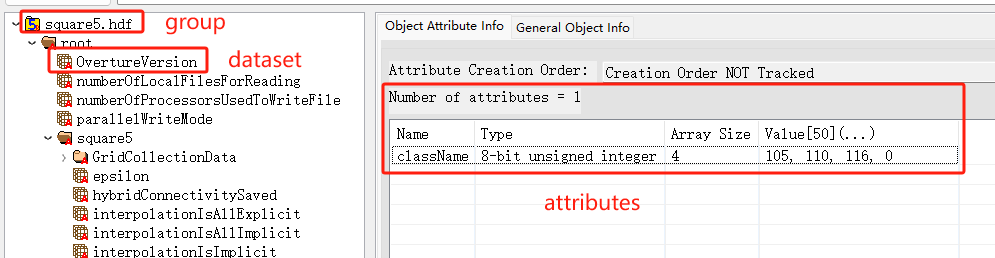 square5.hdf group
root
OvertureVersion dataset
numberOfLocalFilesForReading
numberOfProcessorsUsedToWriteFile
parallelWriteMode
square5
GridCollectionData
epsilon
hybridConnectivitySaved
interpolationIsAllExplicit
interpolationIsAllImplicit
interpolationIsImplicit
Object Attribute Info General Object Info
Attribute Creation Order: Creation Order NOT Tracked
Number of attributes = 1
Name Type Array Size Value[50](...)
className 8-bit unsigned integer 4 105, 110, 116, 0
attributes